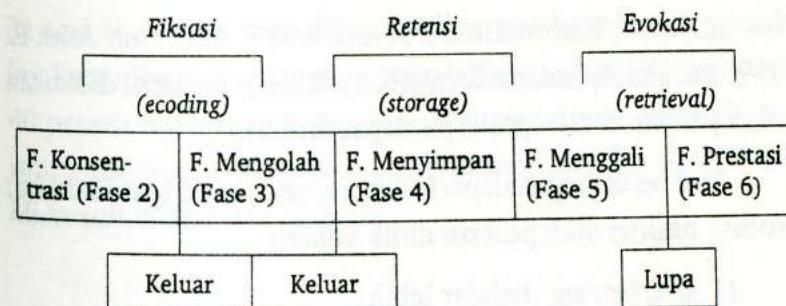 Fiksasi Retensi Evokasi
(ecoding) (storage) (retrieval)
F. Konsen-
trasi (Fase 2)
F. Mengolah
(Fase 3)
F. Menyimpan
(Fase 4)
F. Menggali
(Fase 5)
F. Prestasi
(Fase 6)
Keluar Keluar Lupa